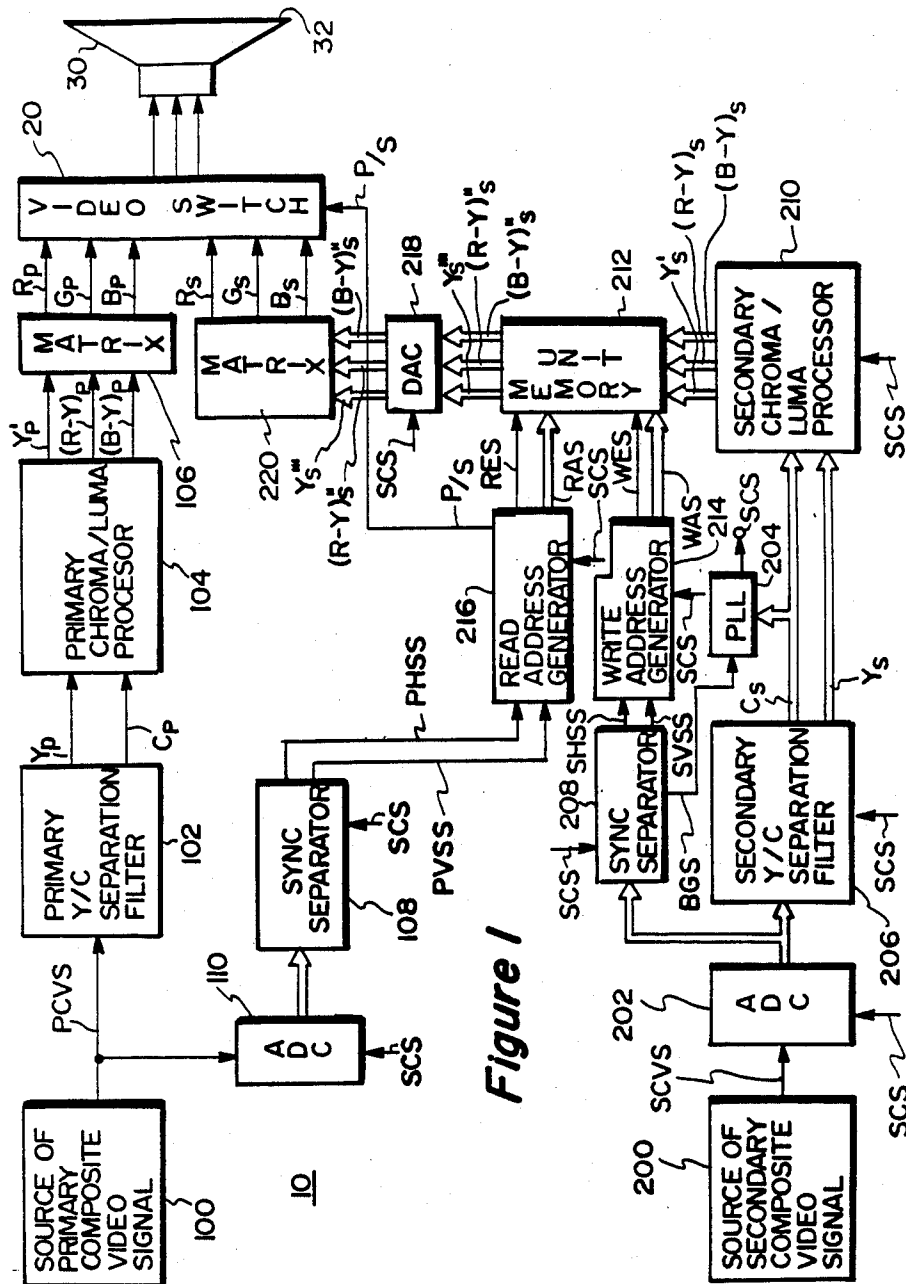 SOURCE OF
PRIMARY
COMPOSITE
VIDEO
SIGNAL
100
PCVS
PRIMARY
Y/C
SEPARATION
FILTER
102
Yp
Cp
PRIMARY
CHROMA/LUMA
PROCESOR
104
Y'p
(R-Y)p
(B-Y)p
MATRIX
106
Rp
Gp
Bp
VIDEO SWITCH
20
30
32
10
110
ADC
SCS
SYNC
SEPARATOR
108
SCS
PHSS
PVSS
216
READ
ADDRESS
GENERATOR
SCS
P/S
RES
RAS
P/S
Rs
Gs
Bs
MATRIX
220
Ys'''
(R-Y)s''
(B-Y)s''
DAC
218
SCS
Ys'''
(R-Y)s''
(B-Y)s''
MEMORY UNIT
212
Figure 1
SOURCE OF
SECONDARY
COMPOSITE
VIDEO
SIGNAL
200
SCVS
ADC
202
SCS
SYNC
SEPARATOR
208
SCS
SHSS
SVSS
BGS
WRITE
ADDRESS
GENERATOR
214
SCS
WES
WAS
SECONDARY
Y/C
SEPARATION
FILTER
206
SCS
Cs
Ys
PLL
204
SCS
SECONDARY
CHROMA/
LUMA
PROCESSOR
210
SCS
Ys'
(R-Y)s
(B-Y)s